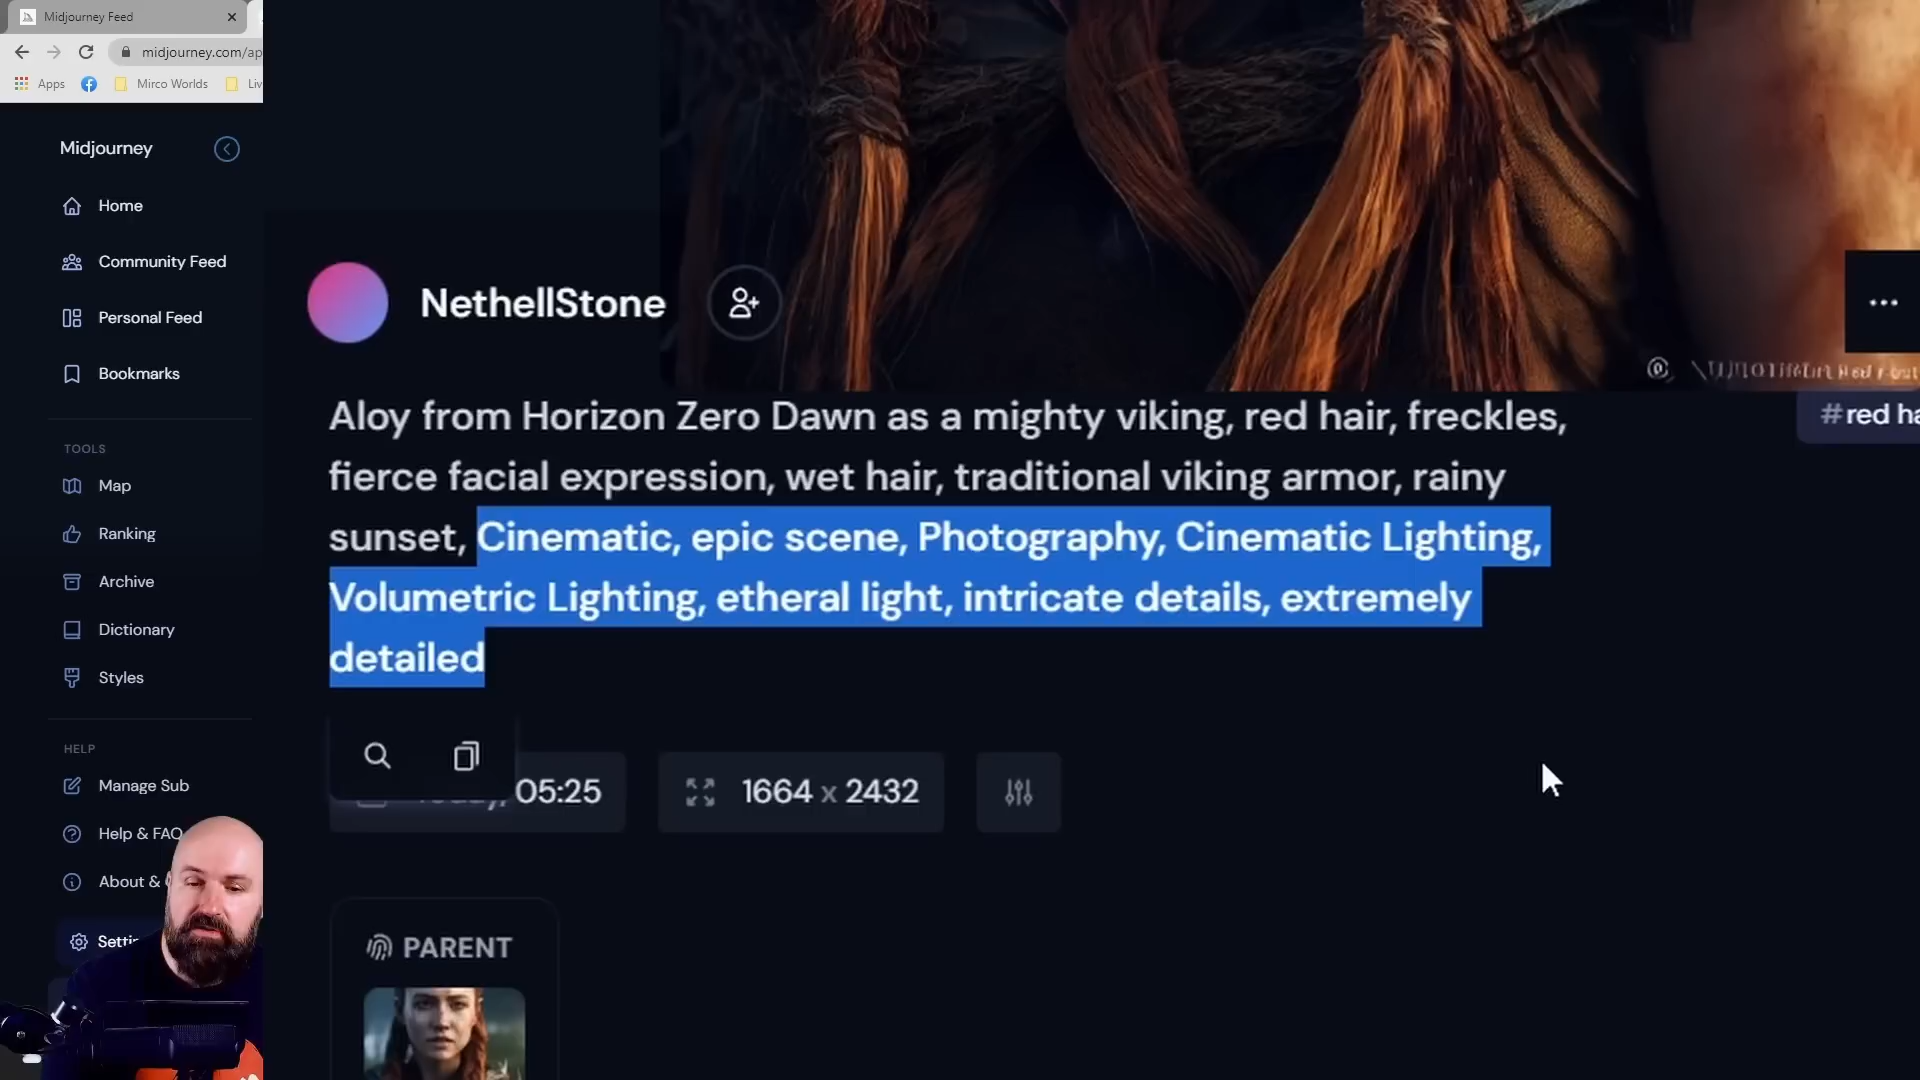 Midjourney Feed
midjourney.com/ap
Apps
Mirco Worlds
Liv
Midjourney
Home
Community Feed
Personal Feed
Bookmarks
TOOLS
Map
Ranking
Archive
Dictionary
Styles
HELP
Manage Sub
Help & FAQ
About &
Settin
NethellStone
Aloy from Horizon Zero Dawn as a mighty viking, red hair, freckles,
fierce facial expression, wet hair, traditional viking armor, rainy
sunset, Cinematic, epic scene, Photography, Cinematic Lighting,
Volumetric Lighting, etheral light, intricate details, extremely
detailed
#red ha
05:25
1664 x 2432
PARENT